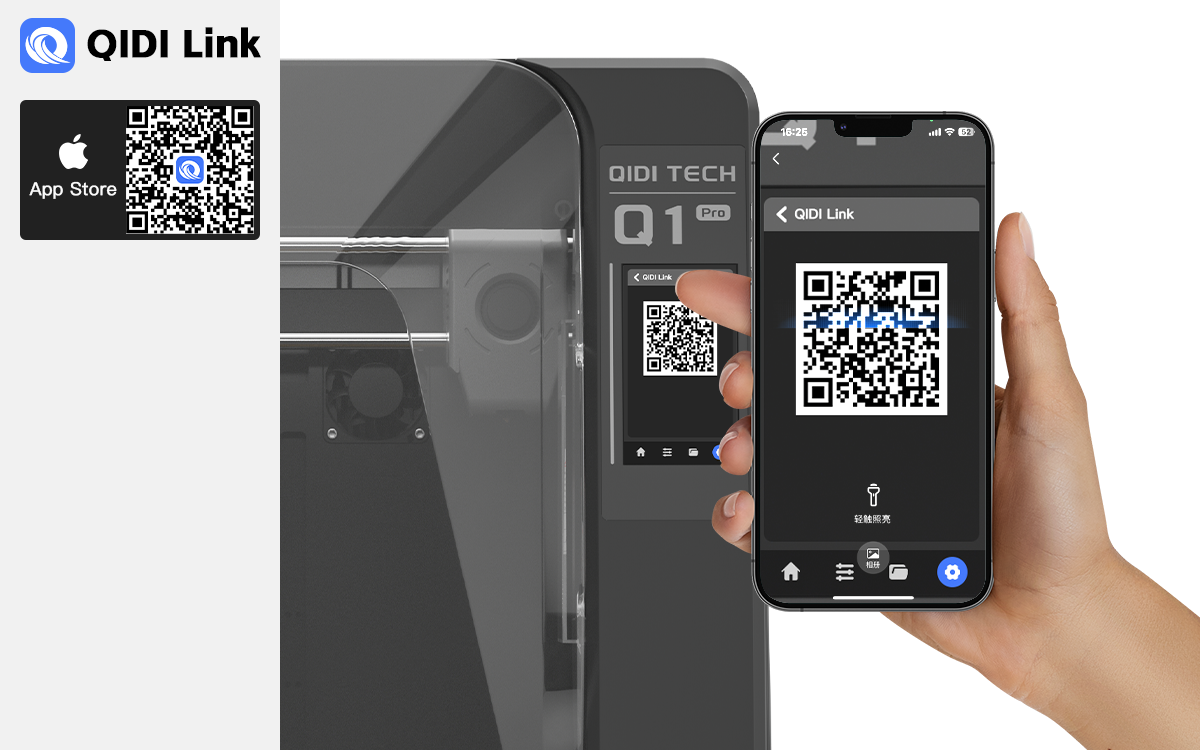 QIDI Link
App Store
QIDI TECH
Q1 Pro
QIDI Link
16:25
52
QIDI Link
轻触照亮
相册